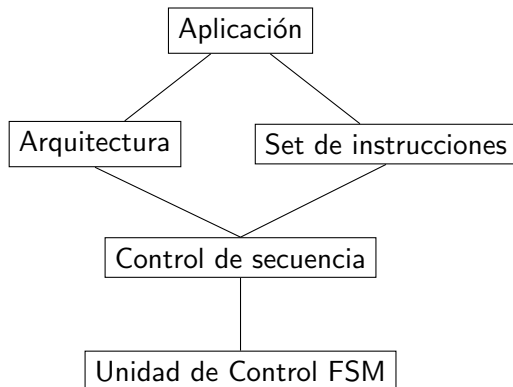 Aplicación
Arquitectura
Set de instrucciones
Control de secuencia
Unidad de Control FSM